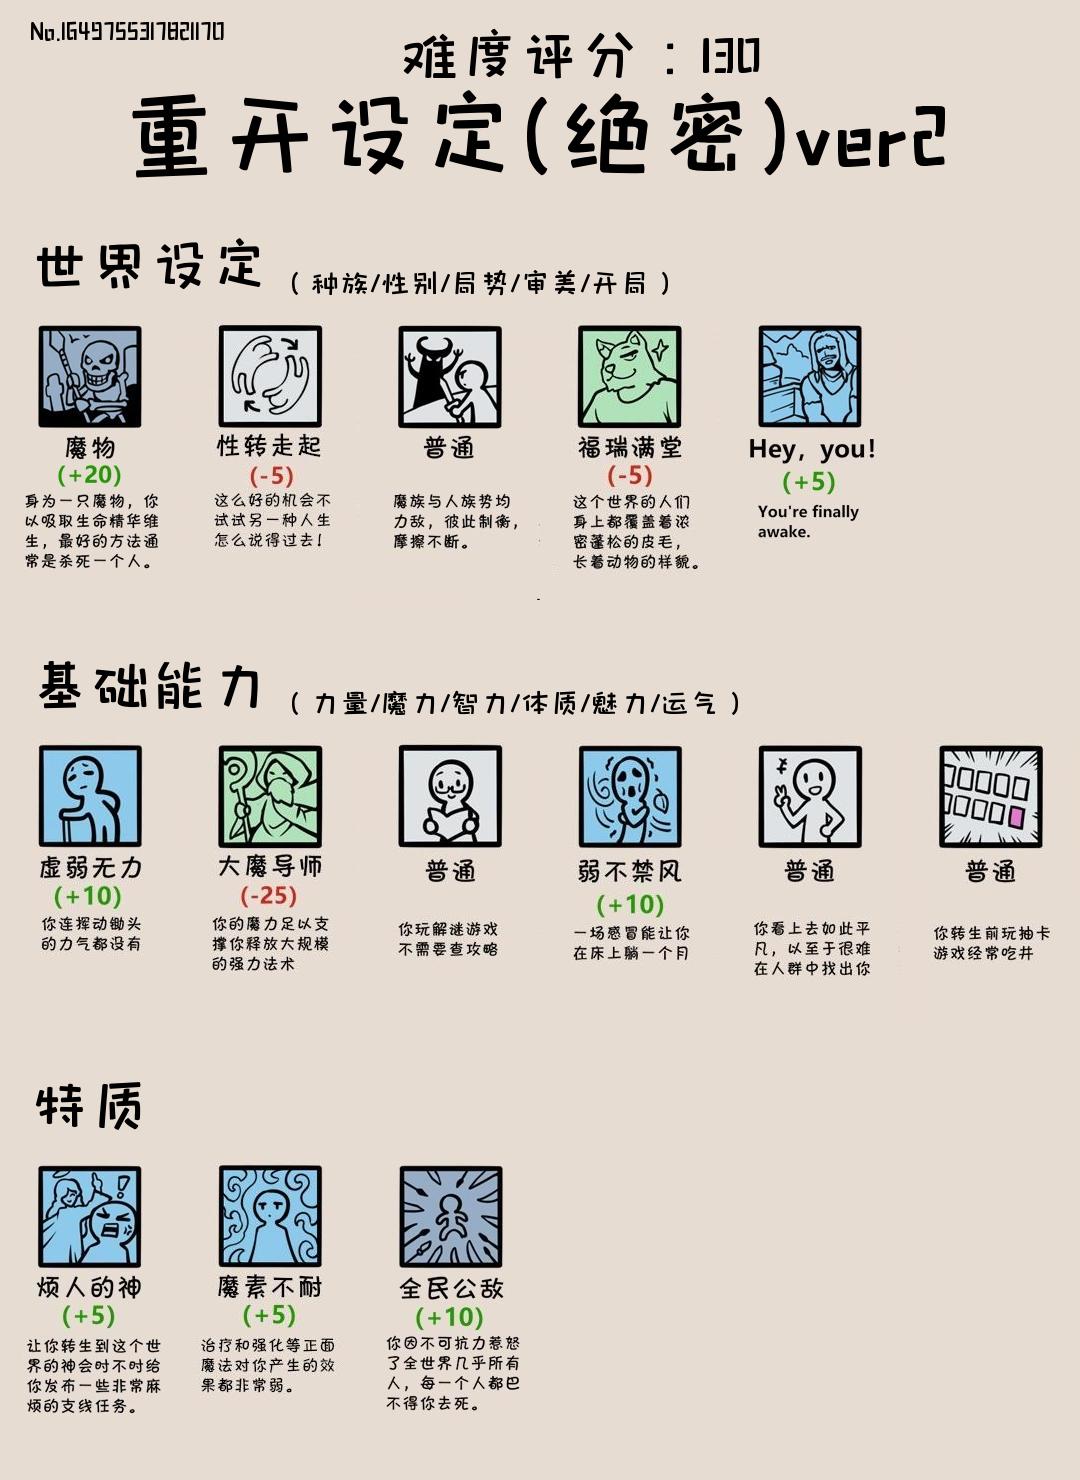 No.1649755317821170
难度评分：130
重开设定(绝密)ver2
世界设定
（种族/性别/局势/审美/开局）
魔物
(+20)
身为一只魔物，你
以吸取生命精华维
生，最好的方法通
常是杀死一个人。
性转走起
(-5)
这么好的机会不
试试另一种人生
怎么说得过去！
普通
魔族与人族势均
力敌，彼此制衡，
摩擦不断。
福瑞满堂
(-5)
这个世界的人们
身上都覆盖着浓
密蓬松的皮毛，
长着动物的样貌。
Hey, you!
(+5)
You're finally
awake.
基础能力
（力量/魔力/智力/体质/魅力/运气）
虚弱无力
(+10)
你连挥动锄头
的力气都没有
大魔导师
(-25)
你的魔力足以支
撑你释放大规模
的强力法术
普通
你玩解谜游戏
不需要查攻略
弱不禁风
(+10)
一场感冒能让你
在床上躺一个月
普通
你看上去如此平
凡，以至于很难
在人群中找出你
普通
你转生前玩抽卡
游戏经常吃井
特质
烦人的神
(+5)
让你转生到这个世
界的神会时不时给
你发布一些非常麻
烦的支线任务。
魔素不耐
(+5)
治疗和强化等正面
魔法对你产生的效
果都非常弱。
全民公敌
(+10)
你因不可抗力惹怒
了全世界几乎所有
人，每一个人都巴
不得你去死。